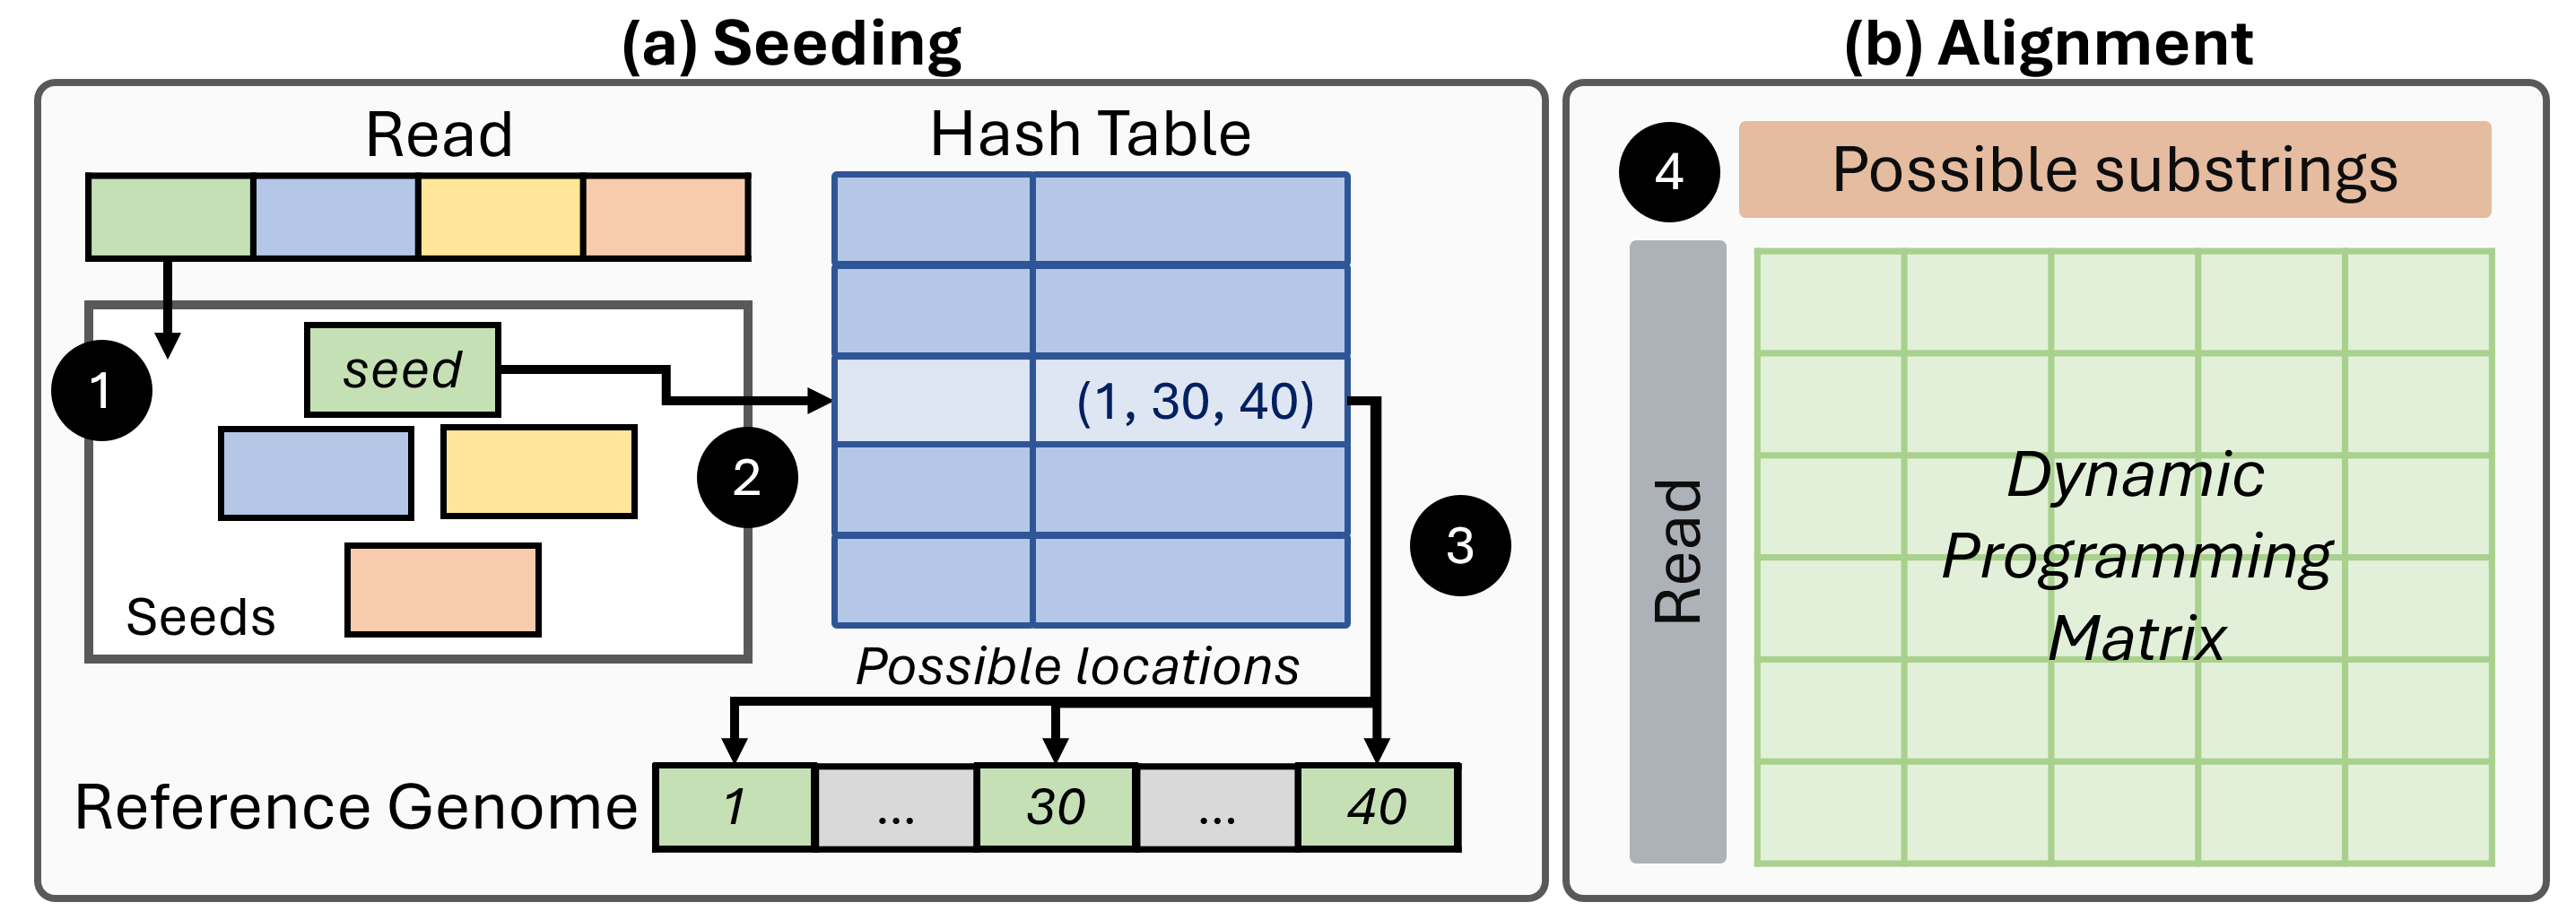 (a) Seeding
Read
1
seed
Seeds
2
Hash Table
(1, 30, 40)
3
Possible locations
Reference Genome
1
...
30
...
40
(b) Alignment
4
Possible substrings
Read
Dynamic
Programming
Matrix